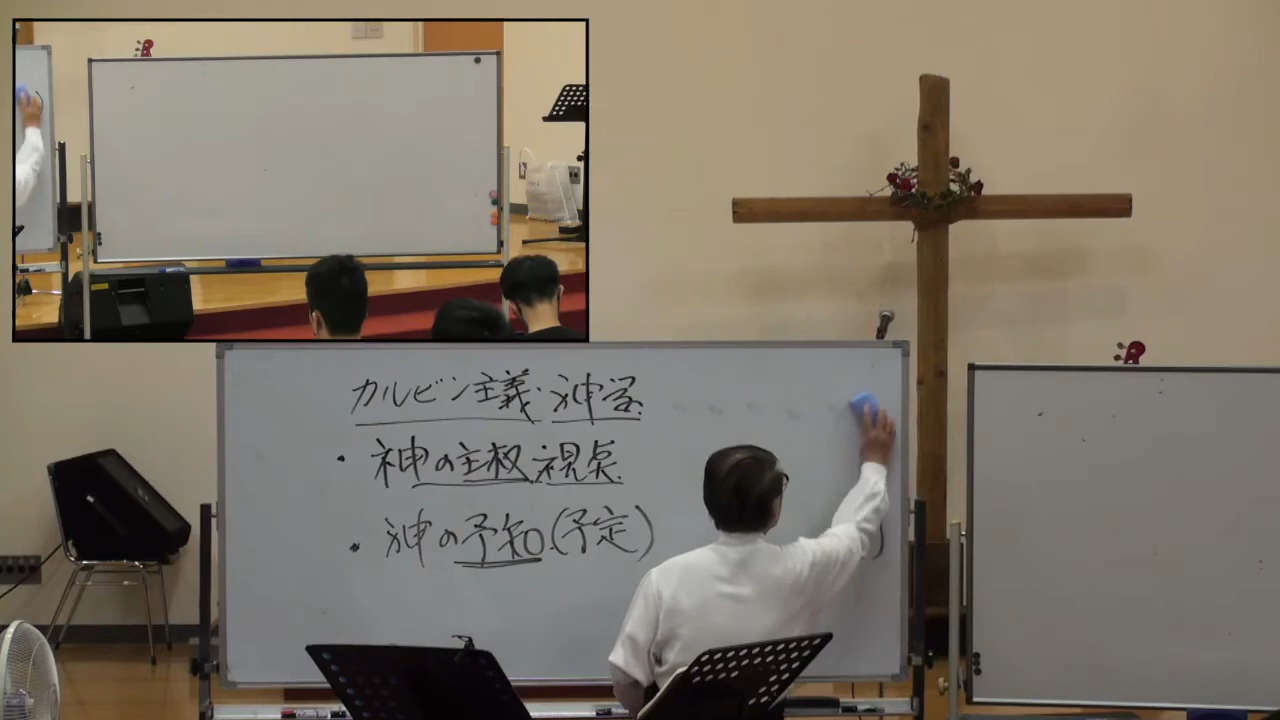 カルビン主義・神学
・神の主权視点
・神の予知(予定)